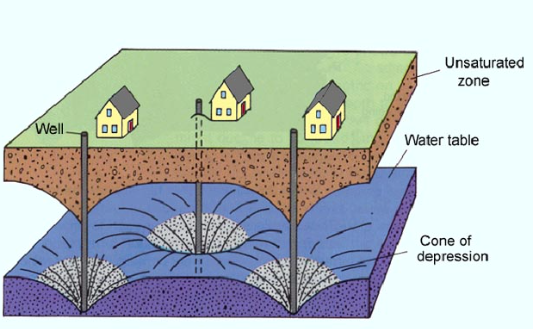 Unsaturated
zone
Well
Water table
Cone of
depression